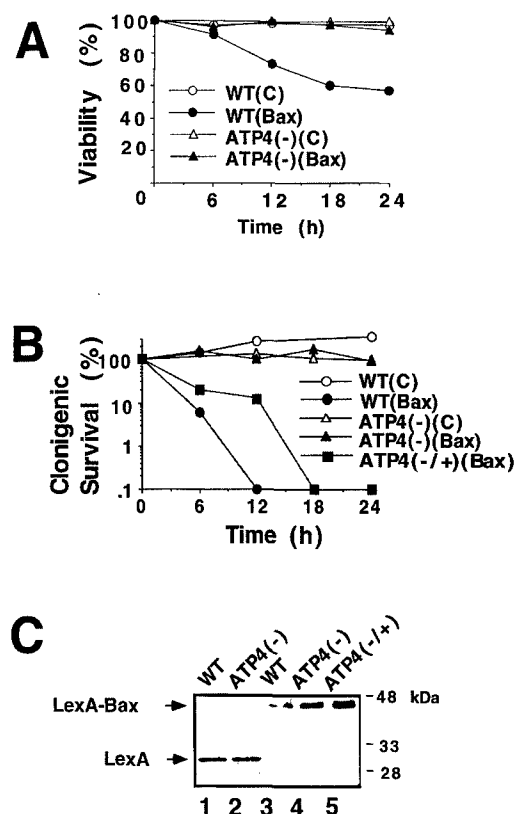 A
Viability (%)
100
80
60
40
20
WT(C)
WT(Bax)
ATP4(-)(C)
ATP4(-)(Bax)
0 6 12 18 24
Time (h)
B
Clonigenic
Survival (%)
100
10
1
.1
WT(C)
WT(Bax)
ATP4(-)(C)
ATP4(-)(Bax)
ATP4(-/+)(Bax)
0 6 12 18 24
Time (h)
C
WT ATP4(-) WT ATP4(-) ATP4(-/+)
LexA-Bax
LexA
48 kDa
33
28
1 2 3 4 5